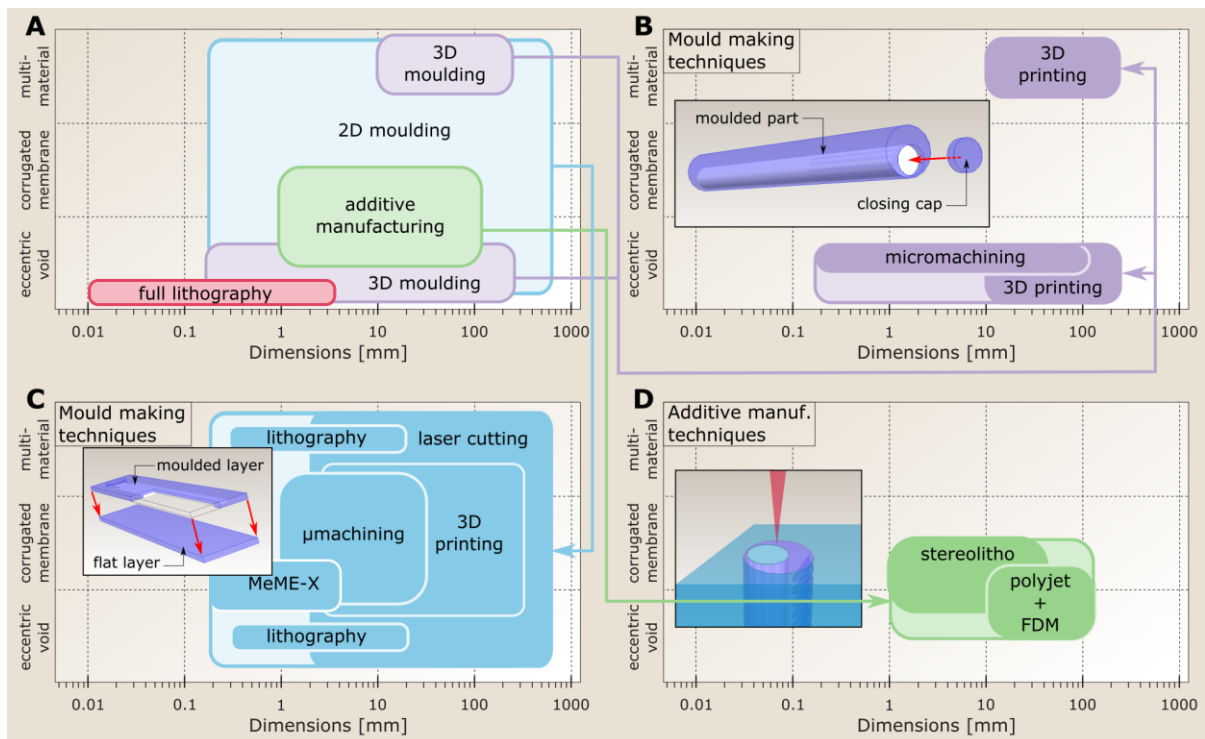 A
multi-
material
corrugated
membrane
eccentric
void
3D
moulding
2D moulding
additive
manufacturing
3D moulding
full lithography
0.01 0.1 1 10 100 1000
Dimensions [mm]
B
Mould making
techniques
multi-
material
corrugated
membrane
eccentric
void
3D
printing
moulded part
closing cap
micromachining
3D printing
0.01 0.1 1 10 100 1000
Dimensions [mm]
C
Mould making
techniques
multi-
material
corrugated
membrane
eccentric
void
lithography
laser cutting
moulded layer
flat layer
µmachining
3D
printing
MeME-X
lithography
0.01 0.1 1 10 100 1000
Dimensions [mm]
D
Additive manuf.
techniques
multi-
material
corrugated
membrane
eccentric
void
stereolitho
polyjet
+
FDM
0.01 0.1 1 10 100 1000
Dimensions [mm]